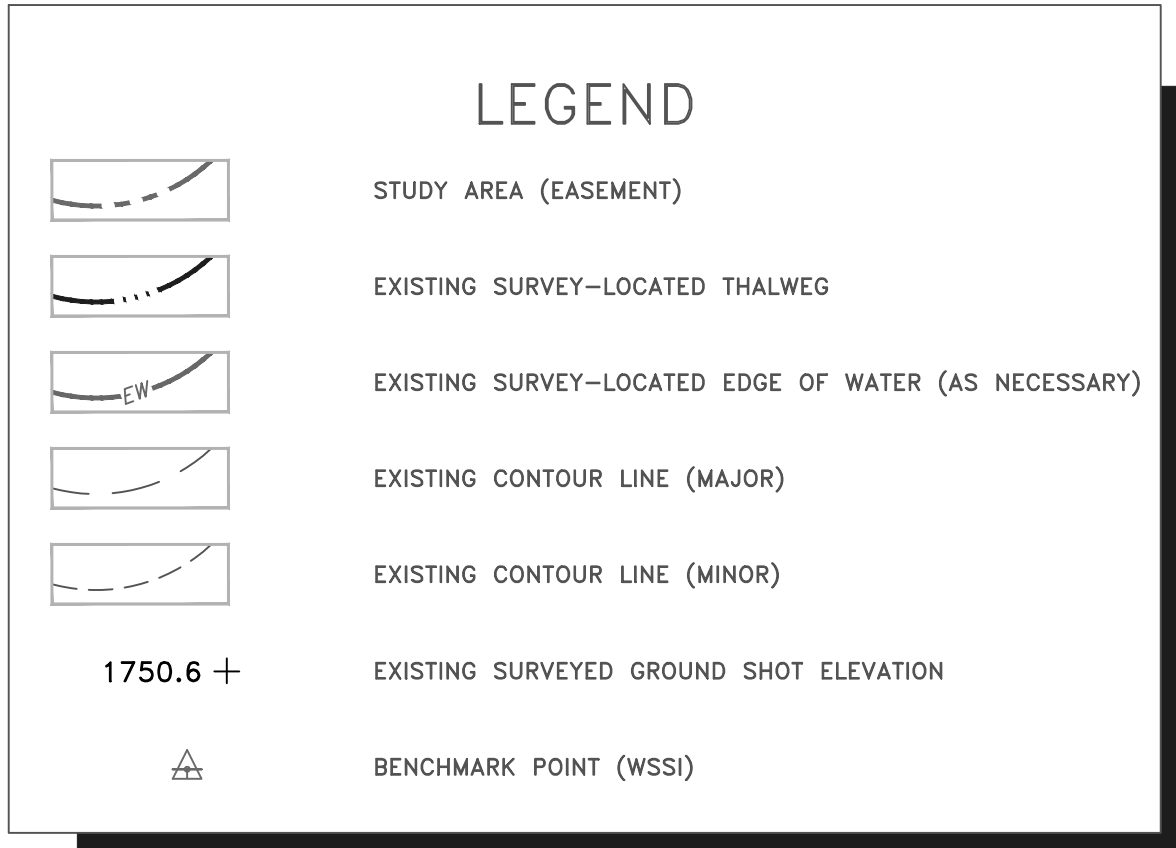 LEGEND
STUDY AREA (EASEMENT)
EXISTING SURVEY-LOCATED THALWEG
EW EXISTING SURVEY-LOCATED EDGE OF WATER (AS NECESSARY)
EXISTING CONTOUR LINE (MAJOR)
EXISTING CONTOUR LINE (MINOR)
1750.6 EXISTING SURVEYED GROUND SHOT ELEVATION
BENCHMARK POINT (WSSI)